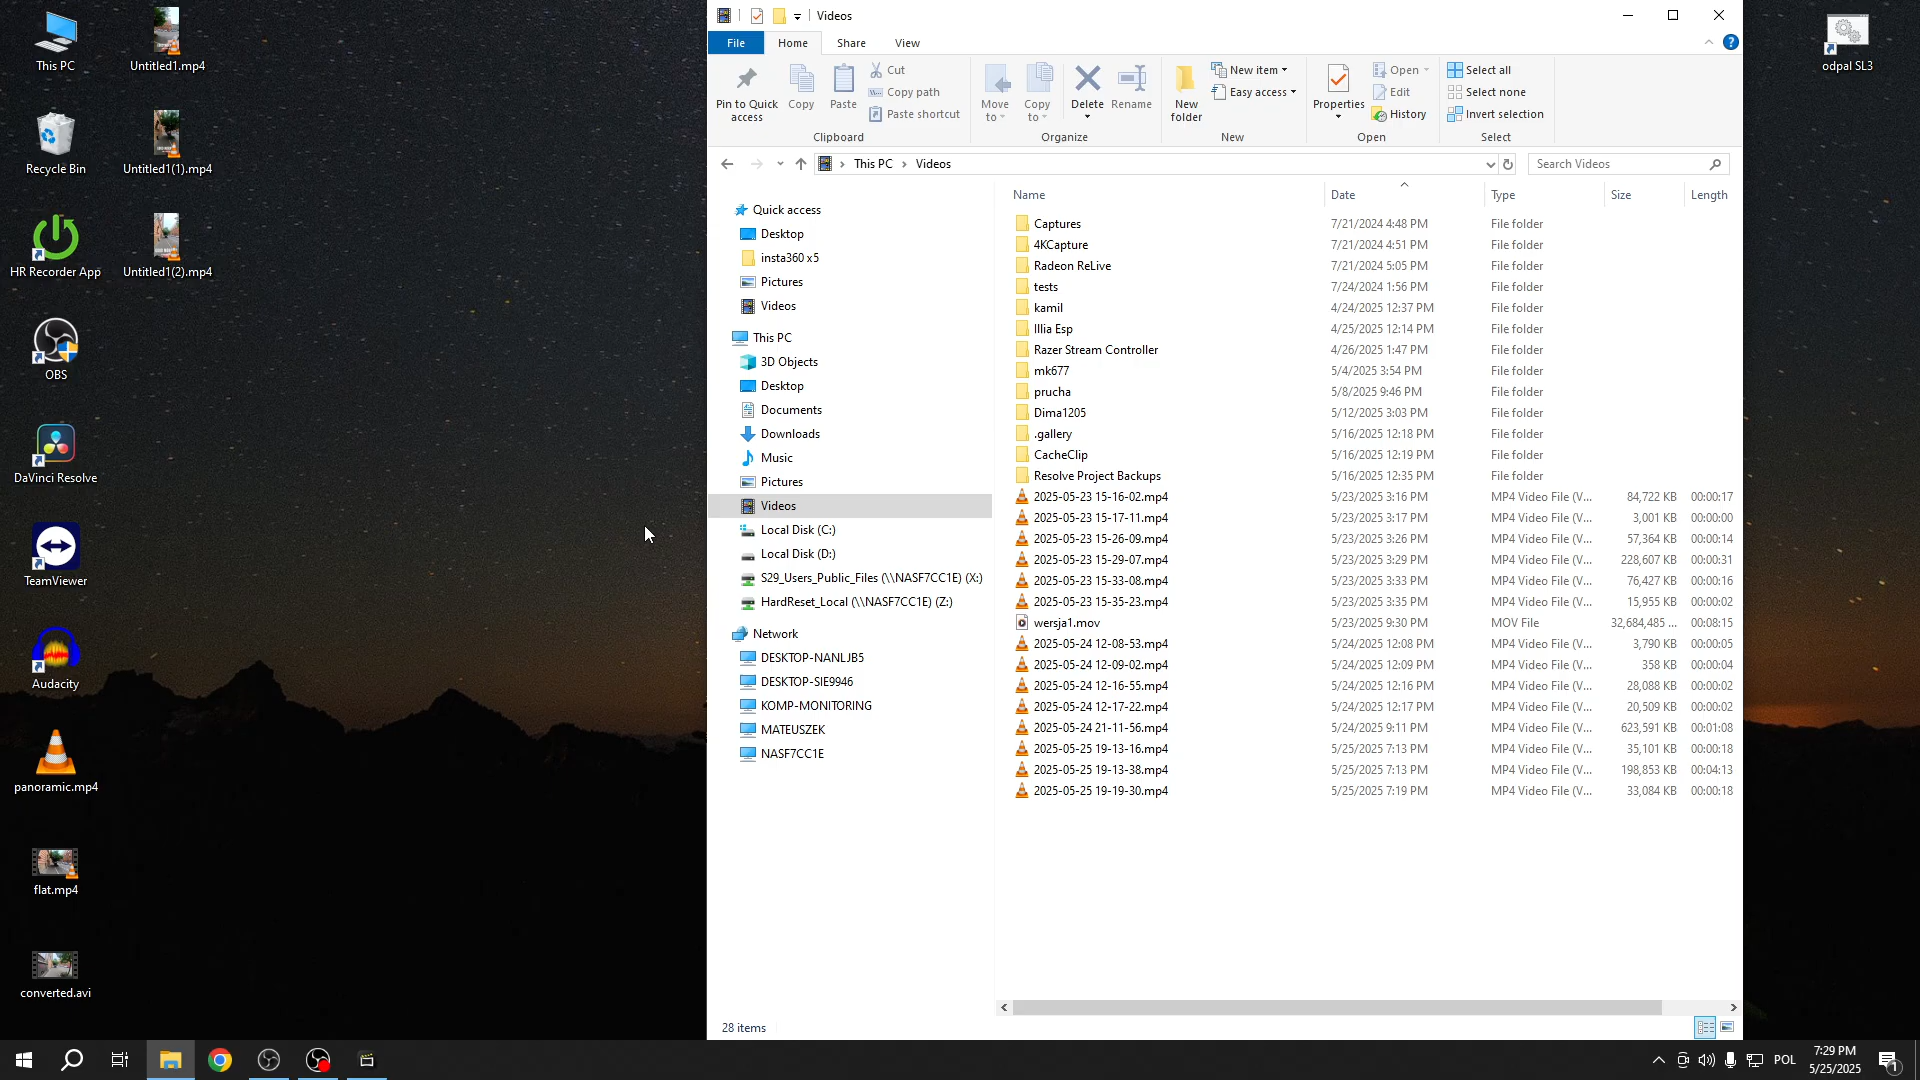 This PC
Untitled1.mp4
Recycle Bin
Untitled1(1).mp4
HR Recorder App
Untitled1(2).mp4
OBS
DaVinci Resolve
TeamViewer
Audacity
panoramic.mp4
flat.mp4
converted.avi
odpal SL3
Videos
File Home Share View
Pin to Quick access
Copy
Paste
Cut
Copy path
Paste shortcut
Clipboard
Move to
Copy to
Delete
Rename
Organize
New folder
New item
Easy access
New
Properties
Open
Edit
History
Open
Select all
Select none
Invert selection
Select
This PC Videos
Search Videos
Quick access
Desktop
insta360 x5
Pictures
Videos
This PC
3D Objects
Desktop
Documents
Downloads
Music
Pictures
Videos
Local Disk (C:)
Local Disk (D:)
S29_Users_Public_Files (\\NASF7CC1E) (X:)
HardReset_Local (\\NASF7CC1E) (Z:)
Network
DESKTOP-NANLJB5
DESKTOP-SIE9946
KOMP-MONITORING
MATEUSZEK
NASF7CC1E
Name Date Type Size Length
Captures 7/21/2024 4:48 PM File folder
4KCapture 7/21/2024 4:51 PM File folder
Radeon ReLive 7/21/2024 5:05 PM File folder
tests 7/24/2024 1:56 PM File folder
kamil 4/24/2025 12:37 PM File folder
Illia Esp 4/25/2025 12:14 PM File folder
Razer Stream Controller 4/26/2025 1:47 PM File folder
mk677 5/4/2025 3:54 PM File folder
prucha 5/8/2025 9:46 PM File folder
Dima1205 5/12/2025 3:03 PM File folder
.gallery 5/16/2025 12:18 PM File folder
CacheClip 5/16/2025 12:19 PM File folder
Resolve Project Backups 5/16/2025 12:35 PM File folder
2025-05-23 15-16-02.mp4 5/23/2025 3:16 PM MP4 Video File (V... 84,722 KB 00:00:17
2025-05-23 15-17-11.mp4 5/23/2025 3:17 PM MP4 Video File (V... 3,001 KB 00:00:00
2025-05-23 15-26-09.mp4 5/23/2025 3:26 PM MP4 Video File (V... 57,364 KB 00:00:14
2025-05-23 15-29-07.mp4 5/23/2025 3:29 PM MP4 Video File (V... 228,607 KB 00:00:31
2025-05-23 15-33-08.mp4 5/23/2025 3:33 PM MP4 Video File (V... 76,427 KB 00:00:16
2025-05-23 15-35-23.mp4 5/23/2025 3:35 PM MP4 Video File (V... 15,955 KB 00:00:02
wersja1.mov 5/23/2025 9:30 PM MOV File 32,684,485 ... 00:08:15
2025-05-24 12-08-53.mp4 5/24/2025 12:08 PM MP4 Video File (V... 3,790 KB 00:00:05
2025-05-24 12-09-02.mp4 5/24/2025 12:09 PM MP4 Video File (V... 358 KB 00:00:04
2025-05-24 12-16-55.mp4 5/24/2025 12:16 PM MP4 Video File (V... 28,088 KB 00:00:02
2025-05-24 12-17-22.mp4 5/24/2025 12:17 PM MP4 Video File (V... 20,509 KB 00:00:02
2025-05-24 21-11-56.mp4 5/24/2025 9:11 PM MP4 Video File (V... 623,591 KB 00:01:08
2025-05-25 19-13-16.mp4 5/25/2025 7:13 PM MP4 Video File (V... 35,101 KB 00:00:18
2025-05-25 19-13-38.mp4 5/25/2025 7:13 PM MP4 Video File (V... 198,853 KB 00:04:13
2025-05-25 19-19-30.mp4 5/25/2025 7:19 PM MP4 Video File (V... 33,084 KB 00:00:18
28 items
POL
7:29 PM
5/25/2025
1